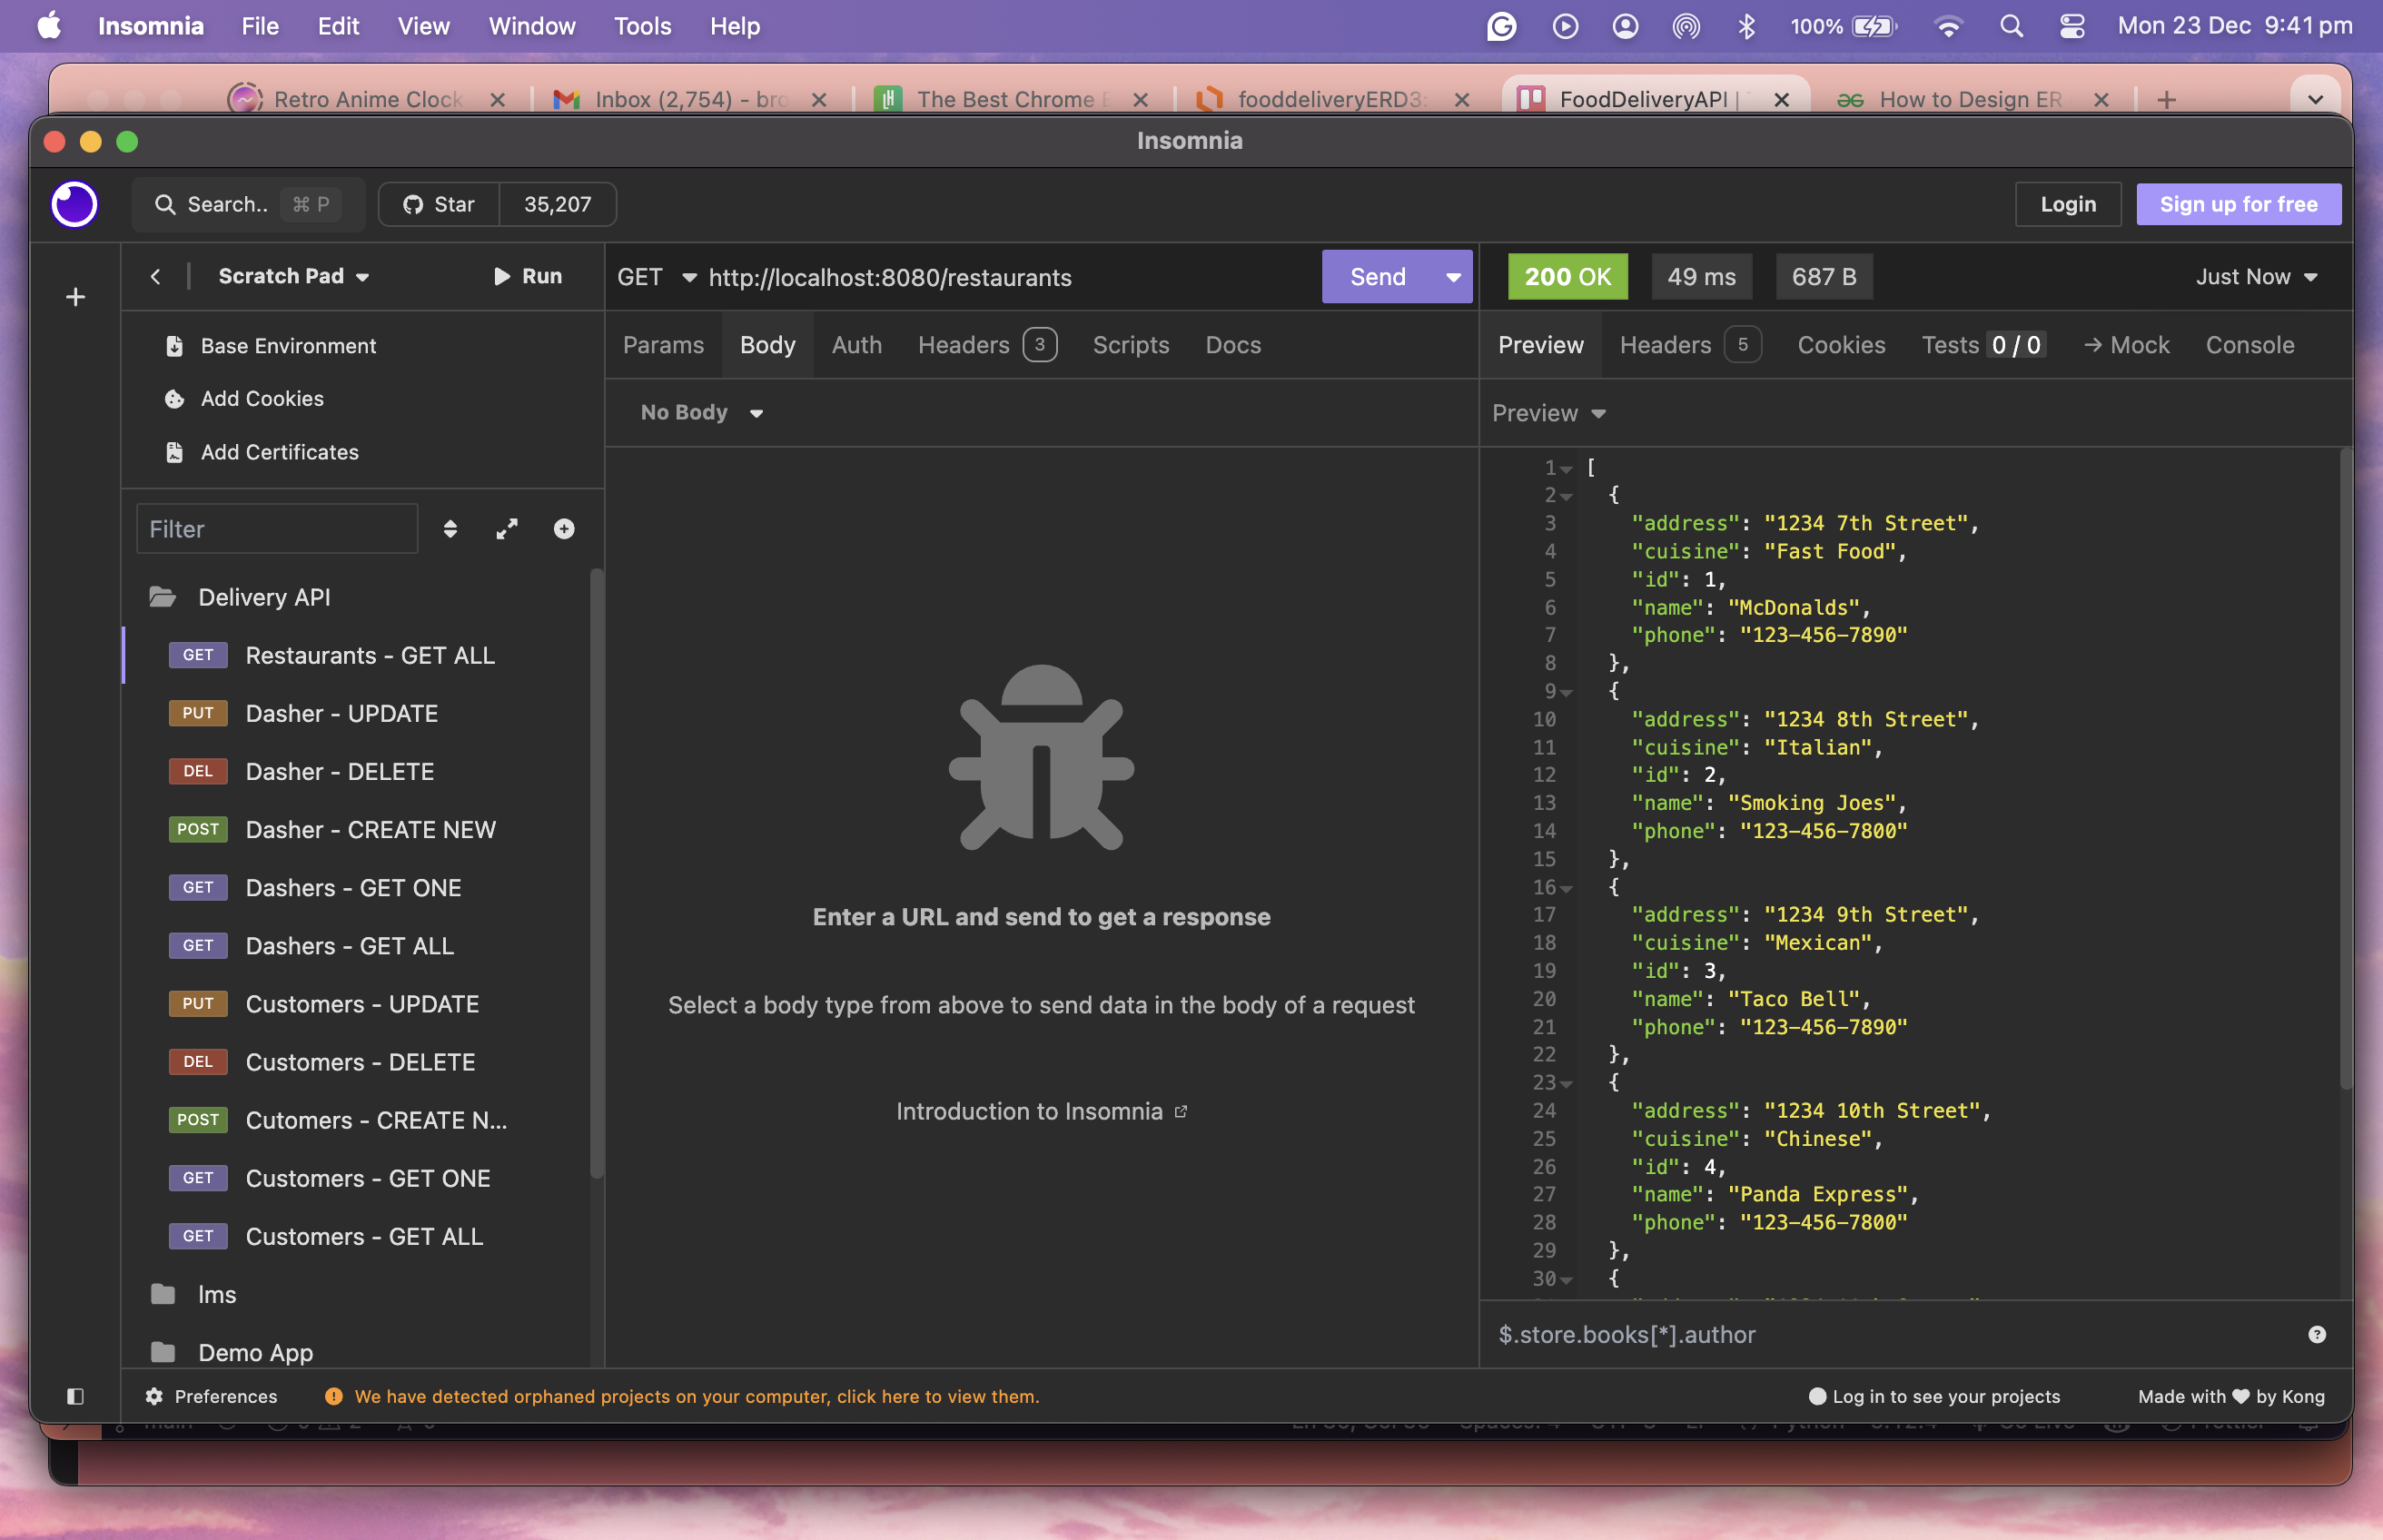 Insomnia File Edit View Window Tools Help 100% Mon 23 Dec 9:41 pm
Retro Anime Clock Inbox (2,754) - bro The Best Chrome E fooddeliveryERD3: FoodDeliveryAPI | How to Design ER
Insomnia
Search.. ⌘ P Star 35,207 Login Sign up for free
Scratch Pad Run
Base Environment
Add Cookies
Add Certificates
Filter
Delivery API
GET Restaurants - GET ALL
PUT Dasher - UPDATE
DEL Dasher - DELETE
POST Dasher - CREATE NEW
GET Dashers - GET ONE
GET Dashers - GET ALL
PUT Customers - UPDATE
DEL Customers - DELETE
POST Cutomers - CREATE N...
GET Customers - GET ONE
GET Customers - GET ALL
lms
Demo App
GET http://localhost:8080/restaurants Send
Params Body Auth Headers 3 Scripts Docs
No Body
Enter a URL and send to get a response
Select a body type from above to send data in the body of a request
Introduction to Insomnia
200 OK 49 ms 687 B Just Now
Preview Headers 5 Cookies Tests 0 / 0 → Mock Console
Preview
1 [
2 {
3 "address": "1234 7th Street",
4 "cuisine": "Fast Food",
5 "id": 1,
6 "name": "McDonalds",
7 "phone": "123-456-7890"
8 },
9 {
10 "address": "1234 8th Street",
11 "cuisine": "Italian",
12 "id": 2,
13 "name": "Smoking Joes",
14 "phone": "123-456-7800"
15 },
16 {
17 "address": "1234 9th Street",
18 "cuisine": "Mexican",
19 "id": 3,
20 "name": "Taco Bell",
21 "phone": "123-456-7890"
22 },
23 {
24 "address": "1234 10th Street",
25 "cuisine": "Chinese",
26 "id": 4,
27 "name": "Panda Express",
28 "phone": "123-456-7800"
29 },
30 {
$.store.books[*].author
Preferences We have detected orphaned projects on your computer, click here to view them. Log in to see your projects Made with ♥ by Kong